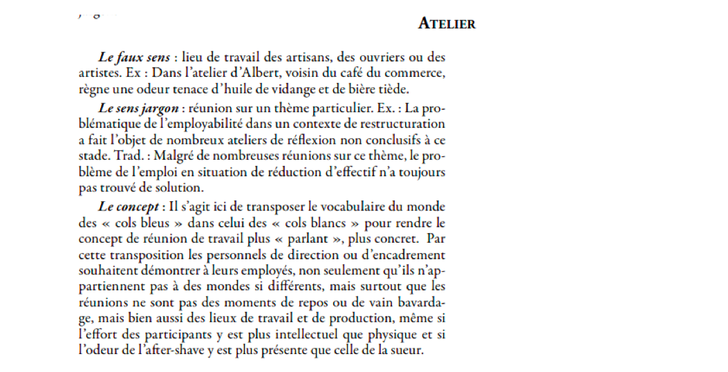 ATELIER
Le faux sens : lieu de travail des artisans, des ouvriers ou des
artistes. Ex : Dans l’atelier d’Albert, voisin du café du commerce,
règne une odeur tenace d’huile de vidange et de bière tiède.
Le sens jargon : réunion sur un thème particulier. Ex. : La pro-
blématique de l’employabilité dans un contexte de restructuration
a fait l’objet de nombreux ateliers de réflexion non conclusifs à ce
stade. Trad. : Malgré de nombreuses réunions sur ce thème, le pro-
blème de l’emploi en situation de réduction d’effectif n’a toujours
pas trouvé de solution.
Le concept : Il s’agit ici de transposer le vocabulaire du monde
des « cols bleus » dans celui des « cols blancs » pour rendre le
concept de réunion de travail plus « parlant », plus concret. Par
cette transposition les personnels de direction ou d’encadrement
souhaitent démontrer à leurs employés, non seulement qu’ils n’ap-
partiennent pas à des mondes si différents, mais surtout que les
réunions ne sont pas des moments de repos ou de vain bavarda-
ge, mais bien aussi des lieux de travail et de production, même si
l’effort des participants y est plus intellectuel que physique et si
l’odeur de l’after-shave y est plus présente que celle de la sueur.